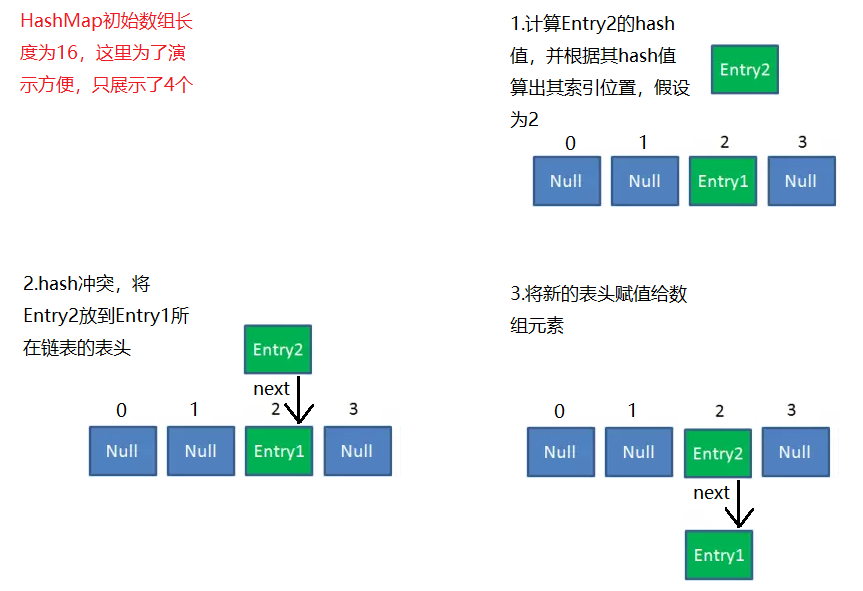 HashMap初始数组长
度为16，这里为了演
示方便，只展示了4个
1.计算Entry2的hash
值，并根据其hash值
算出其索引位置，假设
为2
Entry2
0 1 2 3
Null Null Entry1 Null
2.hash冲突，将
Entry2放到Entry1所
在链表的表头
Entry2
next
0 1 2 3
Null Null Entry1 Null
3.将新的表头赋值给数
组元素
0 1 2 3
Null Null Entry2 Null
next
Entry1